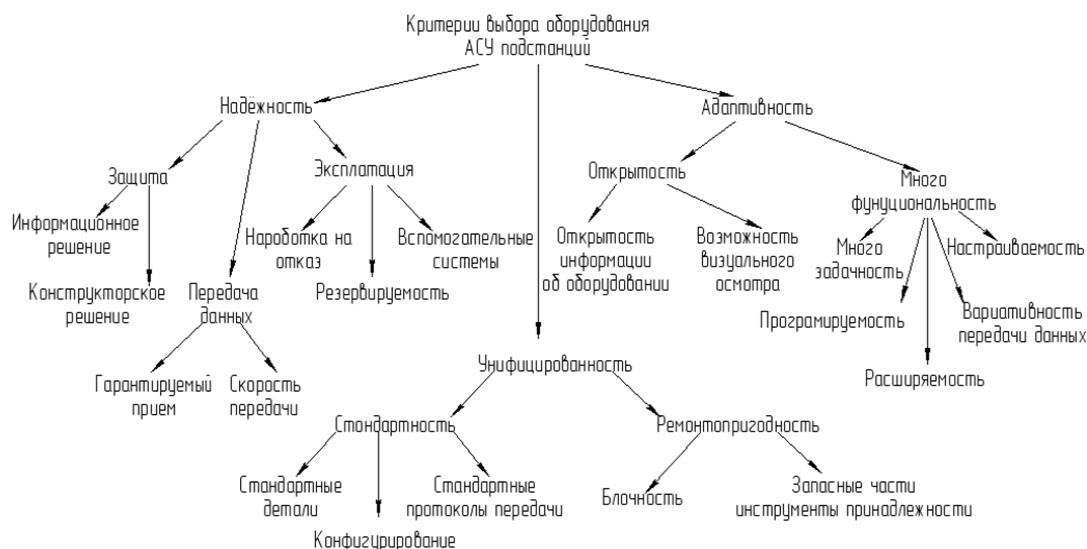 Критерии выбора оборудования
АСУ подстанций
Надёжность
Адаптивность
Защита
Эксплатация
Открытость
Много
фунуциональность
Информационное
решение
Нароботка на
отказ
Вспомогательные
системы
Открытость
информации
об оборудовании
Возможность
визуального
осмотра
Много
задачность
Настраиваемость
Конструкторское
решение
Передача
данных
Резервируемость
Програмируемость
Вариативность
передачи данных
Гарантируемый
прием
Скорость
передачи
Унифицированность
Расширяемость
Стондартность
Ремонтопригодность
Стандартные
детали
Стандартные
протоколы передачи
Блочность
Запасные части
инструменты принадлежности
Конфигурирование